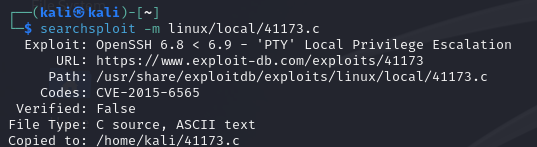 ┌──(kali㉿kali)-[~]
└─$ searchsploit -m linux/local/41173.c
Exploit: OpenSSH 6.8 < 6.9 - 'PTY' Local Privilege Escalation
URL: https://www.exploit-db.com/exploits/41173
Path: /usr/share/exploitdb/exploits/linux/local/41173.c
Codes: CVE-2015-6565
Verified: False
File Type: C source, ASCII text
Copied to: /home/kali/41173.c